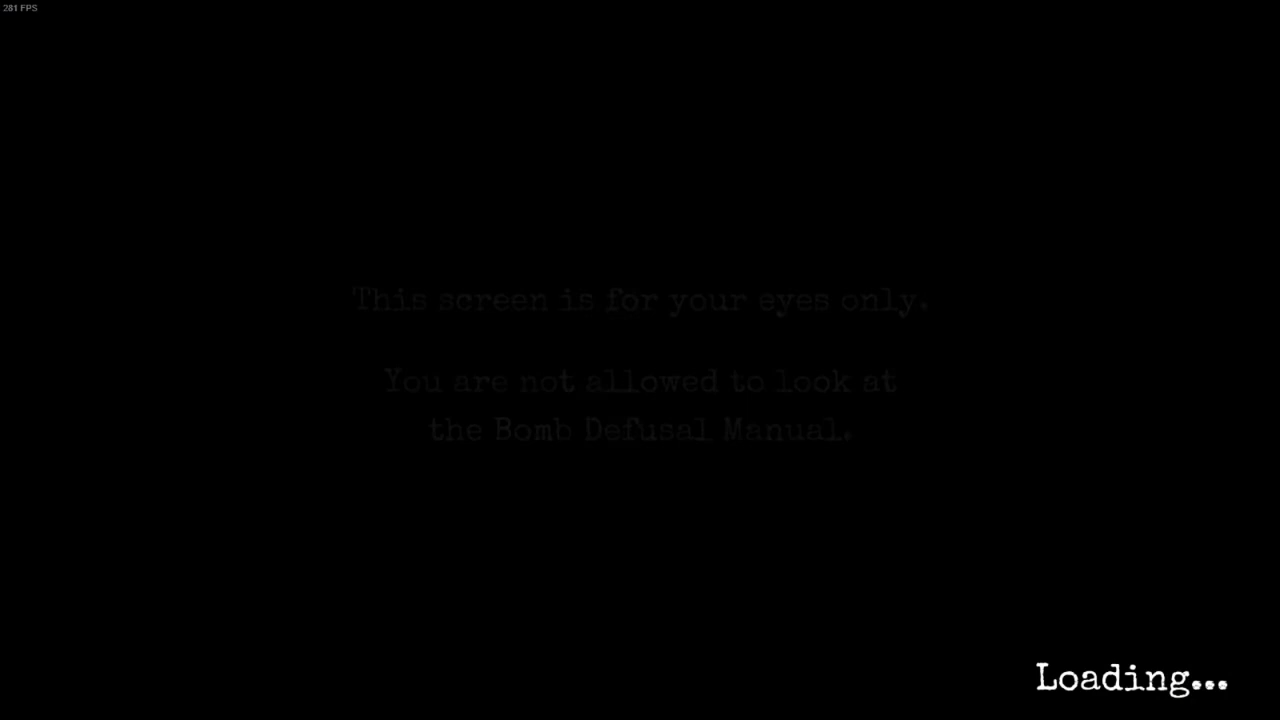 281 FPS
This screen is for your eyes only.
You are not allowed to look at
the Bomb Defusal Manual.
Loading...